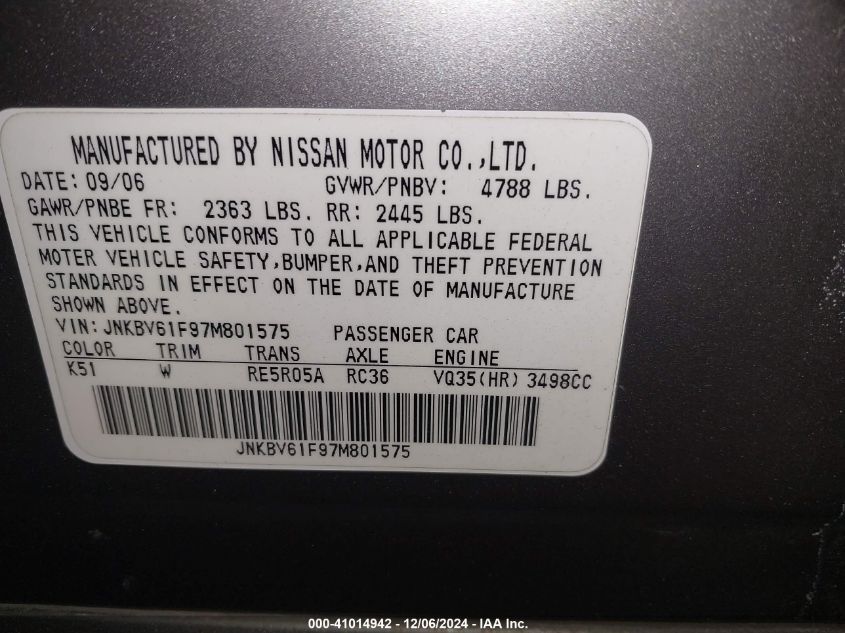 MANUFACTURED BY NISSAN MOTOR CO.,LTD.
DATE: 09/06 GVWR/PNBV: 4788 LBS.
GAWR/PNBE FR: 2363 LBS. RR: 2445 LBS.
THIS VEHICLE CONFORMS TO ALL APPLICABLE FEDERAL
MOTER VEHICLE SAFETY,BUMPER,AND THEFT PREVENTION
STANDARDS IN EFFECT ON THE DATE OF MANUFACTURE
SHOWN ABOVE.
VIN: JNKBV61F97M801575 PASSENGER CAR
COLOR TRIM TRANS AXLE ENGINE
K51 W RE5R05A RC36 VQ35(HR) 3498CC
JNKBV61F97M801575
000-41014942 - 12/06/2024 - IAA Inc.